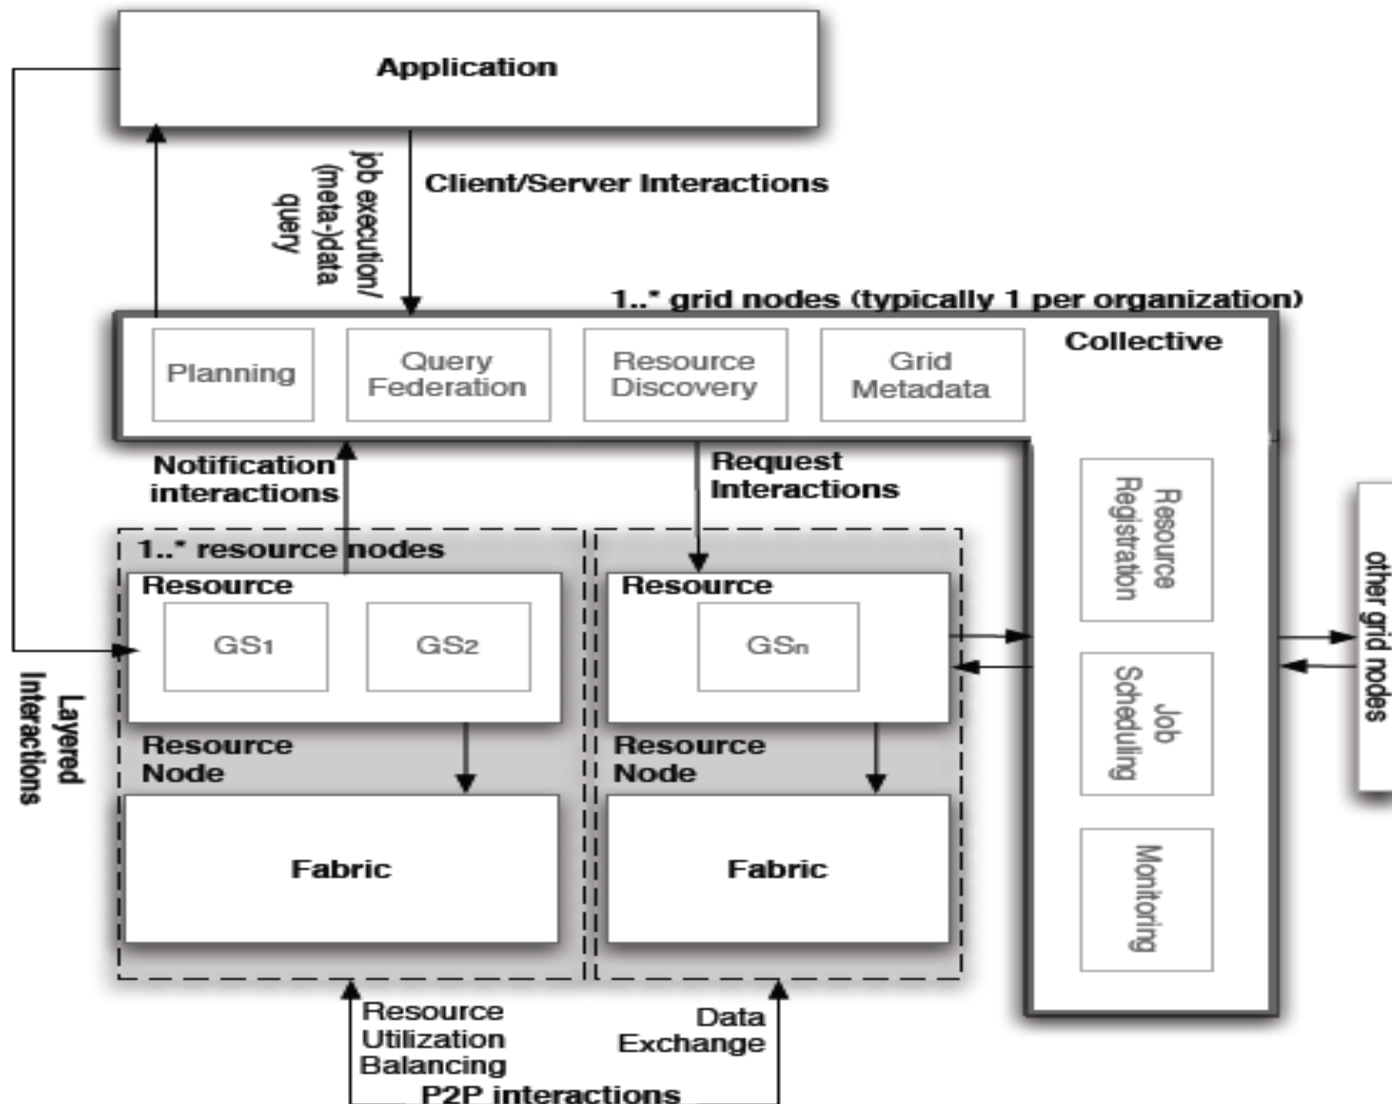 Application
job execution/
(meta-)data
query
Client/Server Interactions
1..* grid nodes (typically 1 per organization)
Collective
Planning
Query
Federation
Resource
Discovery
Grid
Metadata
Notification
interactions
Request
Interactions
Resource
Registration
Job
Scheduling
Monitoring
other grid nodes
1..* resource nodes
Resource
GS1
GS2
Resource
GSn
Layered
Interactions
Resource
Node
Resource
Node
Fabric
Fabric
Resource
Utilization
Balancing
Data
Exchange
P2P interactions